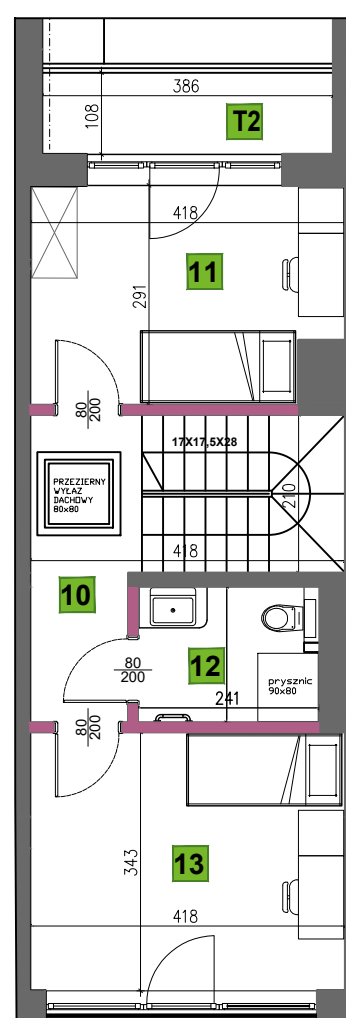 386
108
T2
418
11
291
80
200
17X17,5X28
PRZEZIERNY
WYŁAZ
DACHOWY
80x80
210
418
10
80
200
12
prysznic
90x80
241
80
200
343
13
418